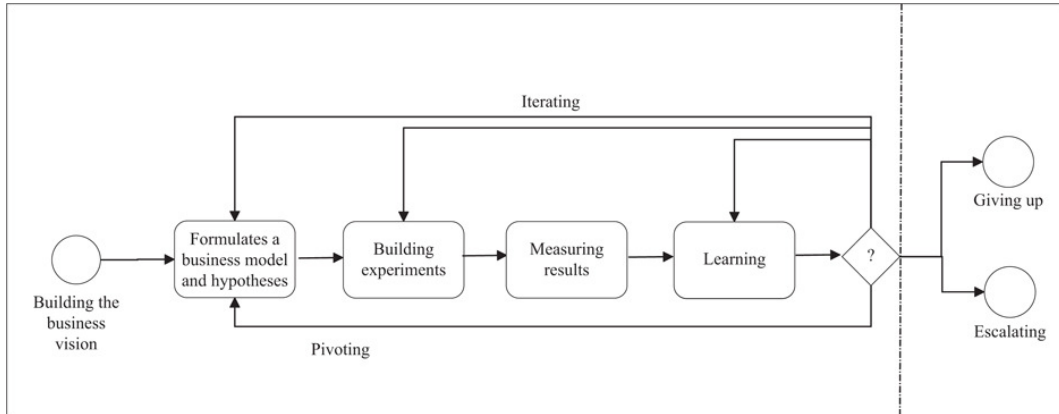 Iterating
Formulates a
business model
and hypotheses
Building
experiments
Measuring
results
Learning
?
Giving up
Building the
business
vision
Pivoting
Escalating